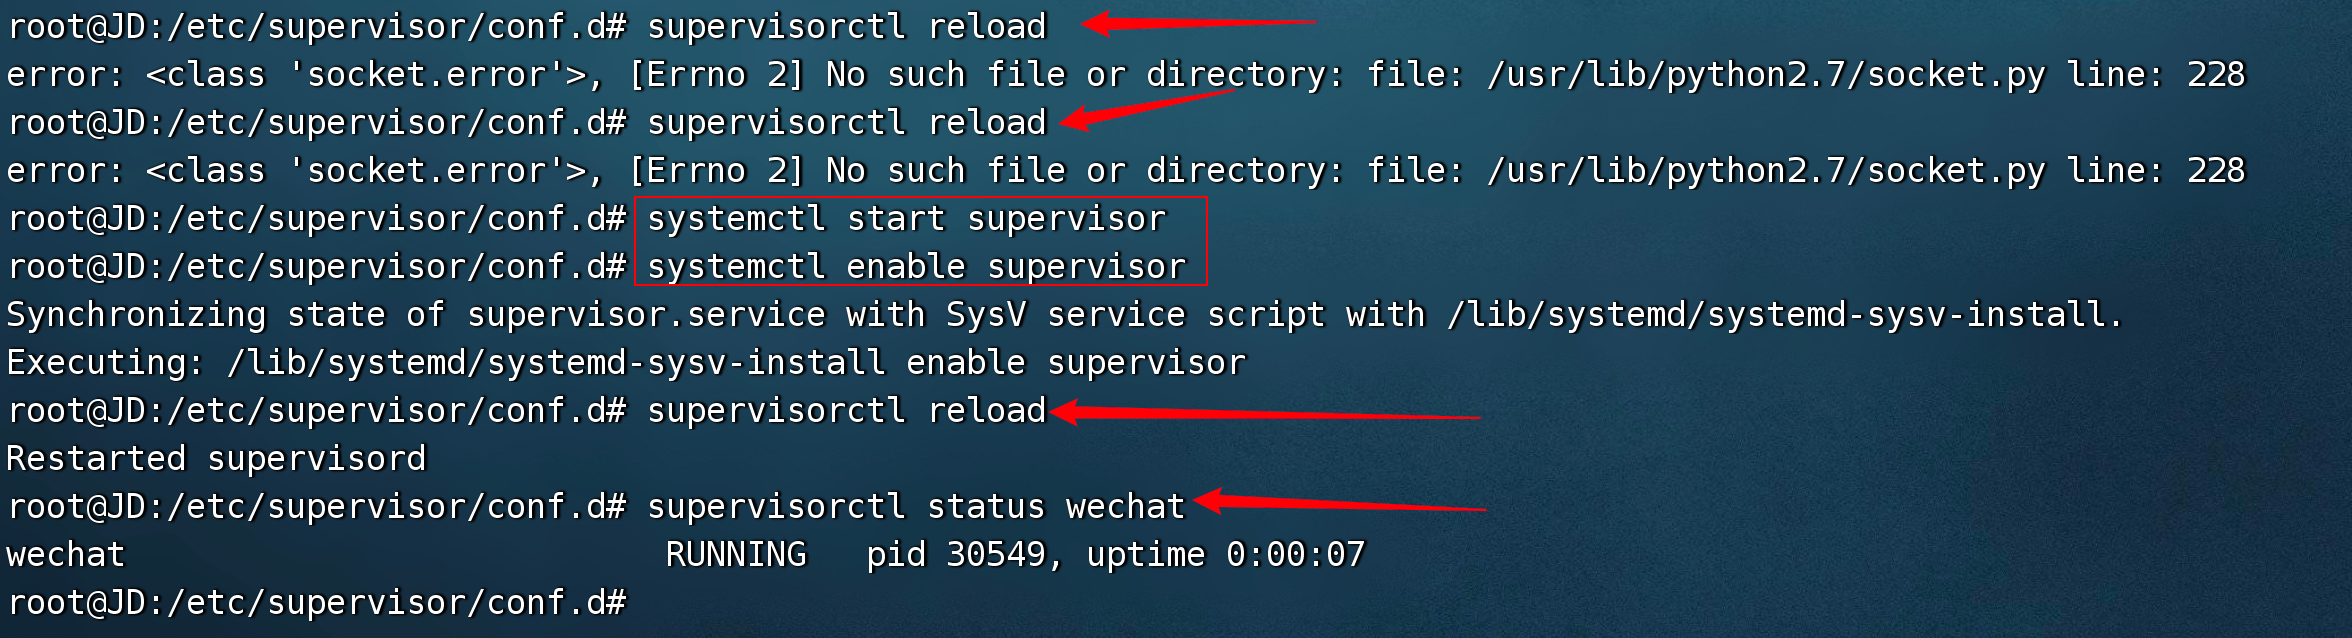 root@JD:/etc/supervisor/conf.d# supervisorctl reload
error: <class 'socket.error'>, [Errno 2] No such file or directory: file: /usr/lib/python2.7/socket.py line: 228
root@JD:/etc/supervisor/conf.d# supervisorctl reload
error: <class 'socket.error'>, [Errno 2] No such file or directory: file: /usr/lib/python2.7/socket.py line: 228
root@JD:/etc/supervisor/conf.d# systemctl start supervisor
root@JD:/etc/supervisor/conf.d# systemctl enable supervisor
Synchronizing state of supervisor.service with SysV service script with /lib/systemd/systemd-sysv-install.
Executing: /lib/systemd/systemd-sysv-install enable supervisor
root@JD:/etc/supervisor/conf.d# supervisorctl reload
Restarted supervisord
root@JD:/etc/supervisor/conf.d# supervisorctl status wechat
wechat                           RUNNING   pid 30549, uptime 0:00:07
root@JD:/etc/supervisor/conf.d#